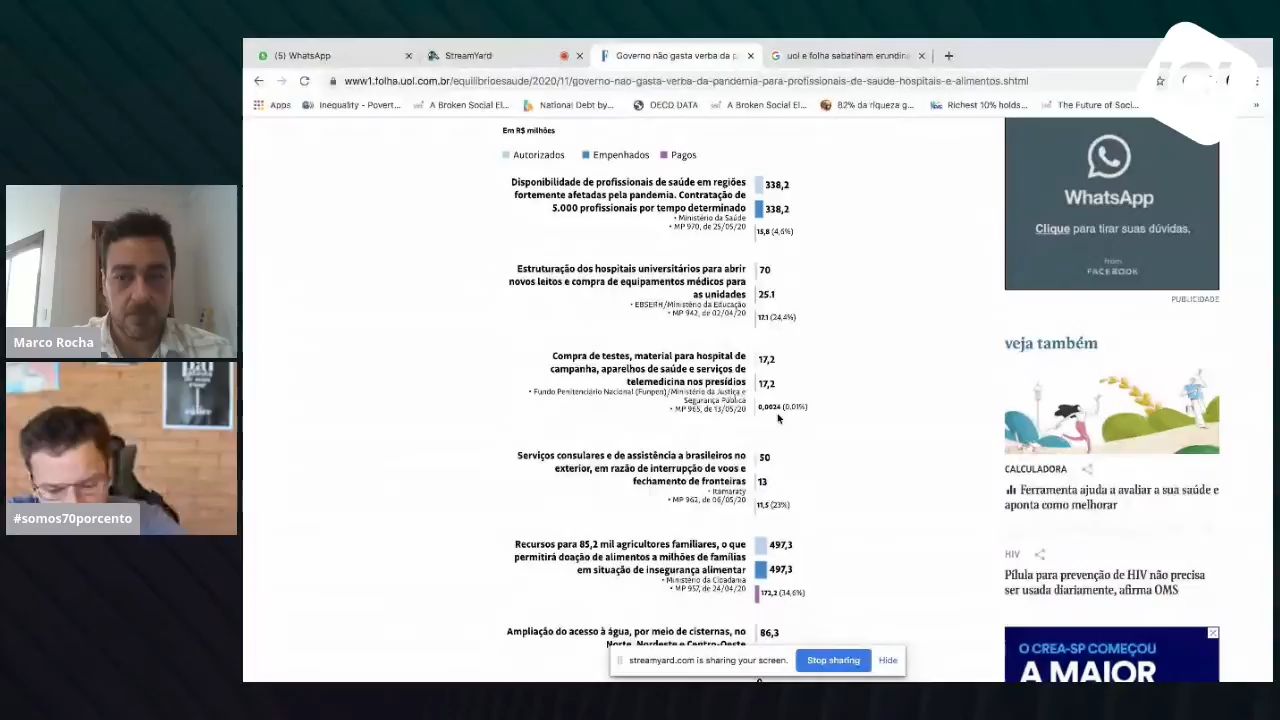 (5) WhatsApp
StreamYard
Governo não gasta verba da p
uol e folha sabatinam erundin
www1.folha.uol.com.br/equilibrioesaude/2020/11/governo-nao-gasta-verba-da-pandemia-para-profissionais-de-saude-hospitais-e-alimentos.shtml
Apps
Inequality - Povert...
A Broken Social El...
National Debt by...
OECD DATA
A Broken Social El...
82% da riqueza g...
Richest 10% holds...
The Future of Soci...
»
Em R$ milhões
Autorizados
Empenhados
Pagos
Disponibilidade de profissionais de saúde em regiões
fortemente afetadas pela pandemia. Contratação de
5.000 profissionais por tempo determinado
• Ministério da Saúde
• MP 970, de 25/05/20
338,2
338,2
15,8 (4,6%)
Estruturação dos hospitais universitários para abrir
novos leitos e compra de equipamentos médicos para
as unidades
• EBSERH/Ministério da Educação
• MP 942, de 02/04/20
70
25.1
17.1 (24,4%)
Compra de testes, material para hospital de
campanha, aparelhos de saúde e serviços de
telemedicina nos presídios
• Fundo Penitenciário Nacional (Funpen)/Ministério da Justiça e
Segurança Pública
• MP 965, de 13/05/20
17,2
17,2
0,0024 (0,01%)
Serviços consulares e de assistência a brasileiros no
exterior, em razão de interrupção de voos e
fechamento de fronteiras
• Itamaraty
• MP 962, de 06/05/20
50
13
11,5 (23%)
Recursos para 85,2 mil agricultores familiares, o que
permitirá doação de alimentos a milhões de famílias
em situação de insegurança alimentar
• Ministério da Cidadania
• MP 957, de 24/04/20
497,3
497,3
172,2 (34,6%)
Ampliação do acesso à água, por meio de cisternas, no
Norte, Nordeste e Centro-Oeste
86,3
streamyard.com is sharing your screen.
Stop sharing
Hide
WhatsApp
Clique para tirar suas dúvidas.
from
FACEBOOK
PUBLICIDADE
veja também
CALCULADORA
Ferramenta ajuda a avaliar a sua saúde e
aponta como melhorar
HIV
Pílula para prevenção de HIV não precisa
ser usada diariamente, afirma OMS
O CREA-SP COMEÇOU
A MAIOR
Marco Rocha
#somos70porcento